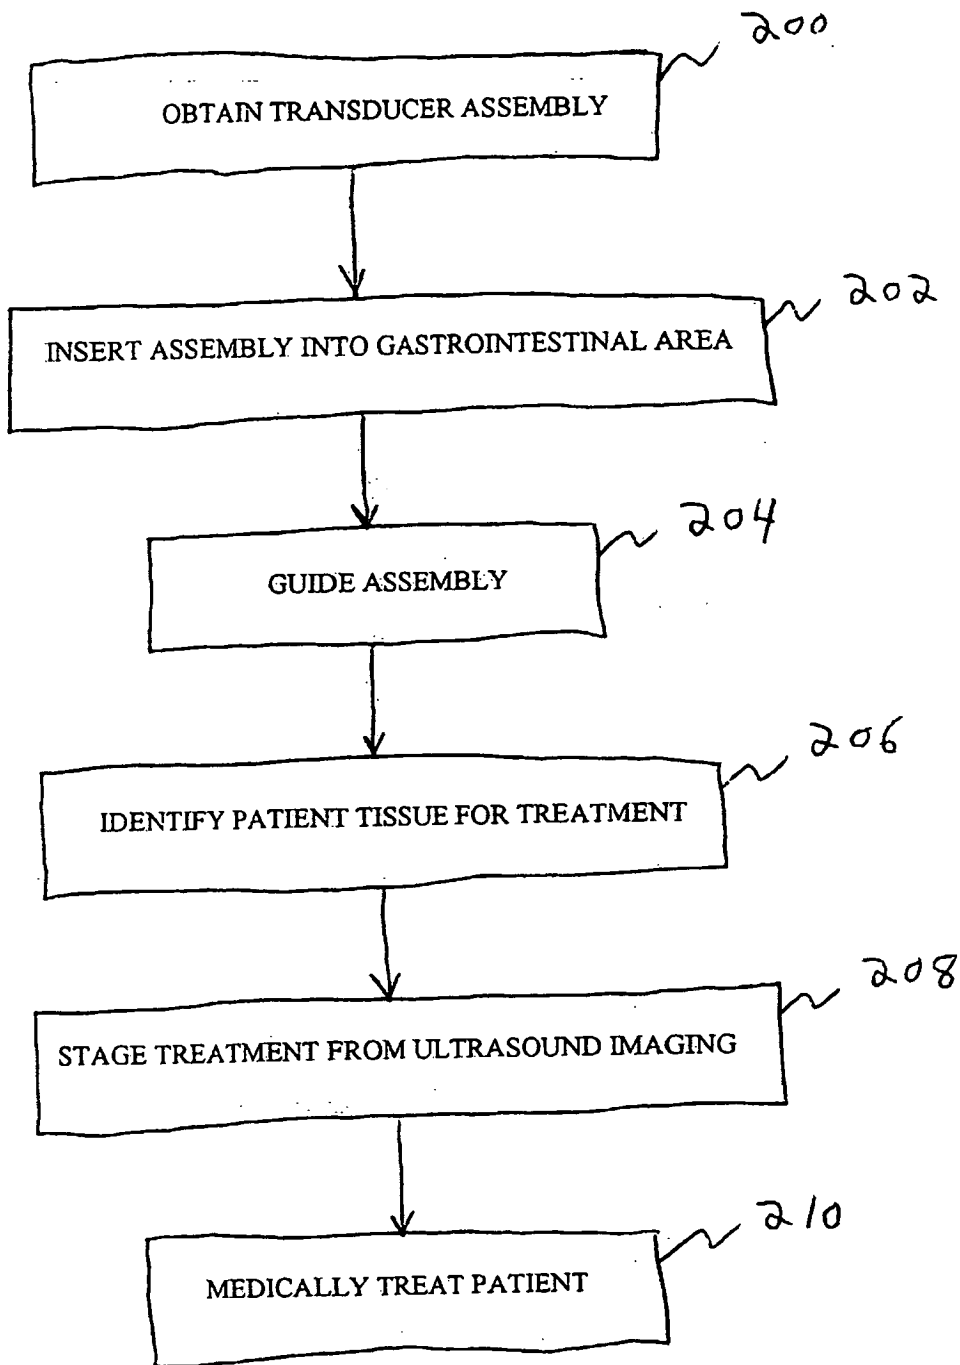 200
OBTAIN TRANSDUCER ASSEMBLY
202
INSERT ASSEMBLY INTO GASTROINTESTINAL AREA
204
GUIDE ASSEMBLY
206
IDENTIFY PATIENT TISSUE FOR TREATMENT
208
STAGE TREATMENT FROM ULTRASOUND IMAGING
210
MEDICALLY TREAT PATIENT